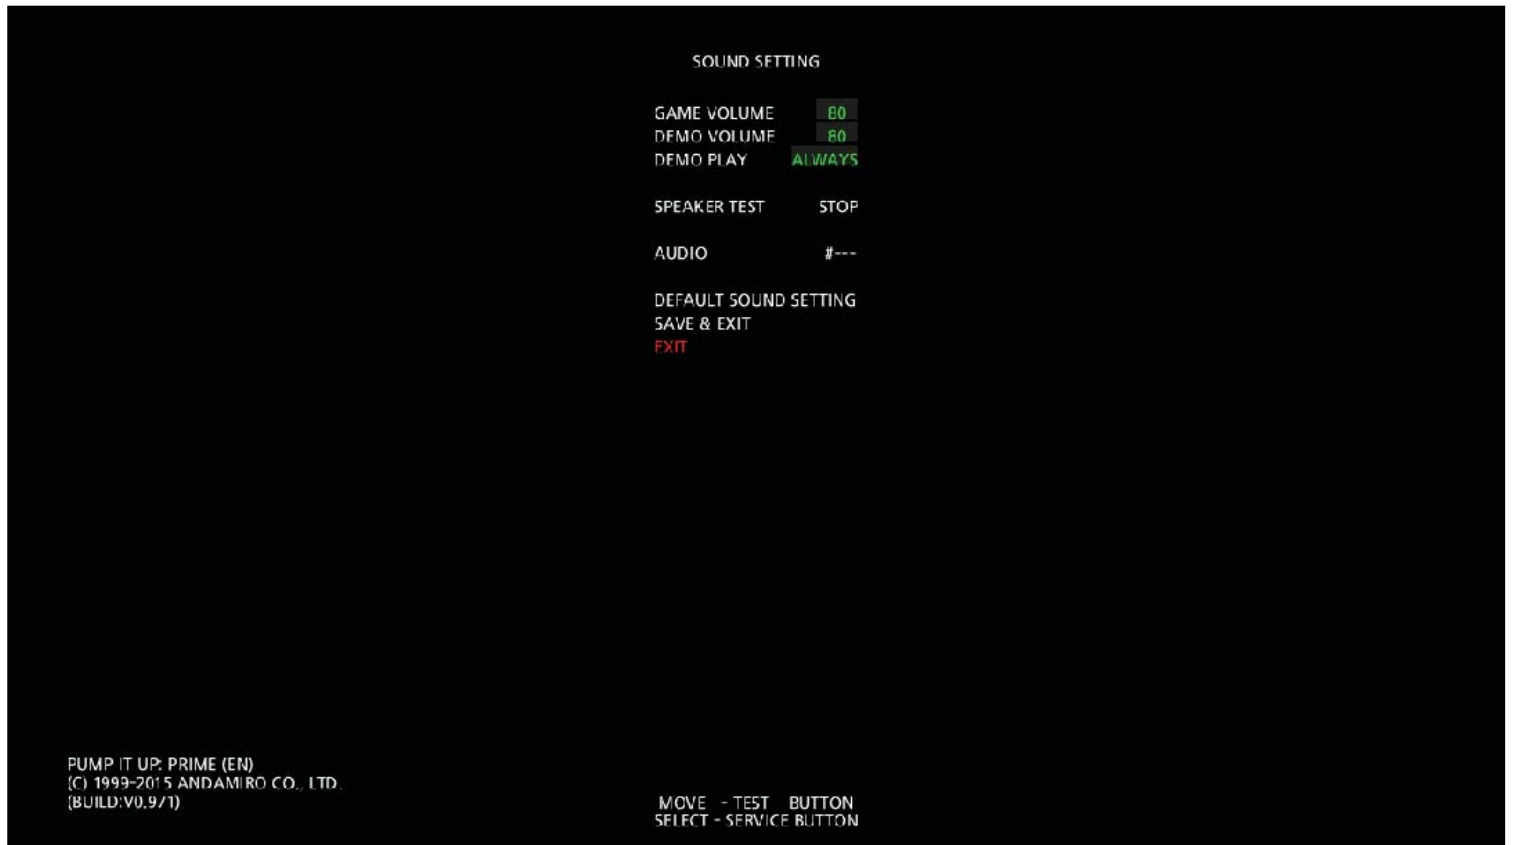 SOUND SETTING
GAME VOLUME 80
DEMO VOLUME 80
DEMO PLAY ALWAYS
SPEAKER TEST STOP
AUDIO #---
DEFAULT SOUND SETTING
SAVE & EXIT
EXIT
PUMP IT UP: PRIME (EN)
(C) 1999-2015 ANDAMIRO CO., LTD.
(BUILD:V0.971)
MOVE - TEST BUTTON
SELECT - SERVICE BUTTON